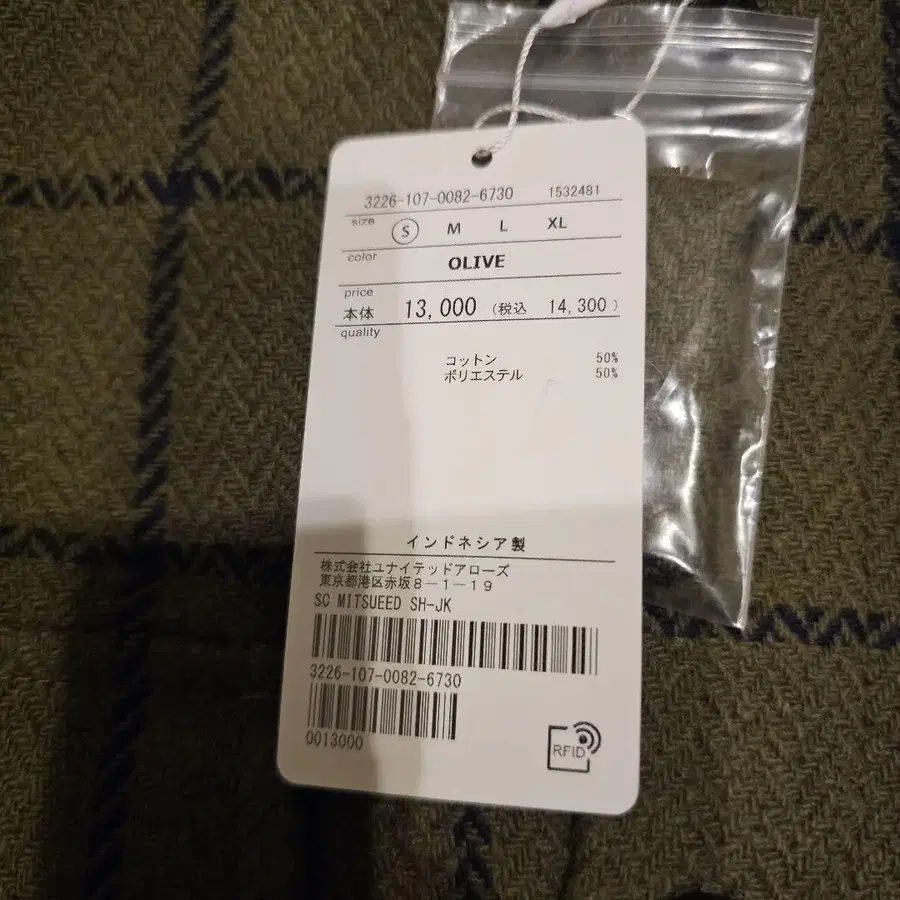 3226-107-0082-6730 1532481
size S M L XL
color OLIVE
price
本体 13,000 (税込 14,300 )
quality
コットン 50%
ポリエステル 50%
インドネシア製
株式会社ユナイテッドアローズ
東京都港区赤坂8-1-19
SC MITSUEED SH-JK
3226-107-0082-6730
0013000
RFID